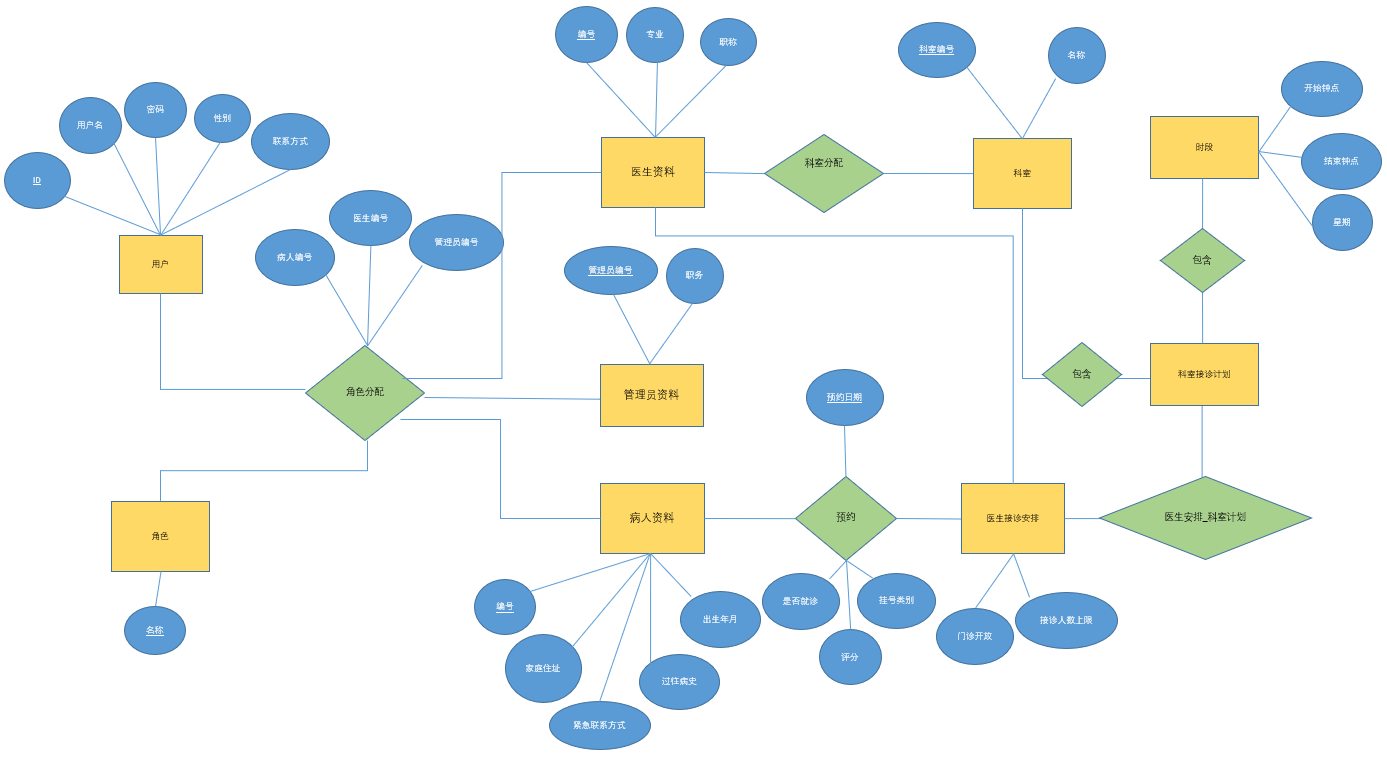 编号
专业
职称
科室编号
名称
开始钟点
结束钟点
星期
时段
ID
用户名
密码
性别
联系方式
用户
医生资料
科室分配
科室
病人编号
医生编号
管理员编号
管理员编号
职务
包含
角色分配
管理员资料
预约日期
包含
科室接诊计划
角色
名称
病人资料
预约
医生接诊安排
医生安排_科室计划
编号
家庭住址
紧急联系方式
过往病史
出生年月
是否就诊
评分
挂号类别
门诊开放
接诊人数上限